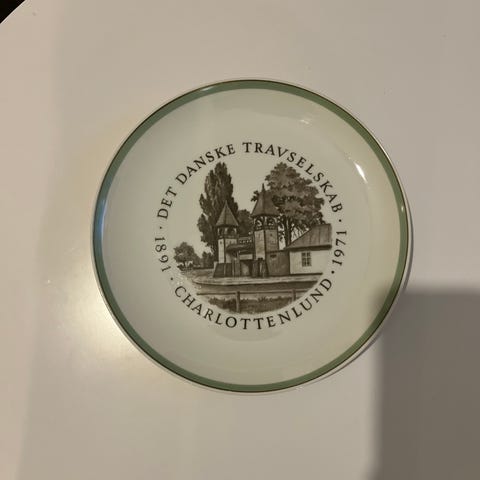 · DET DANSKE TRAVSELSKAB ·
1891 · CHARLOTTENLUND · 1971